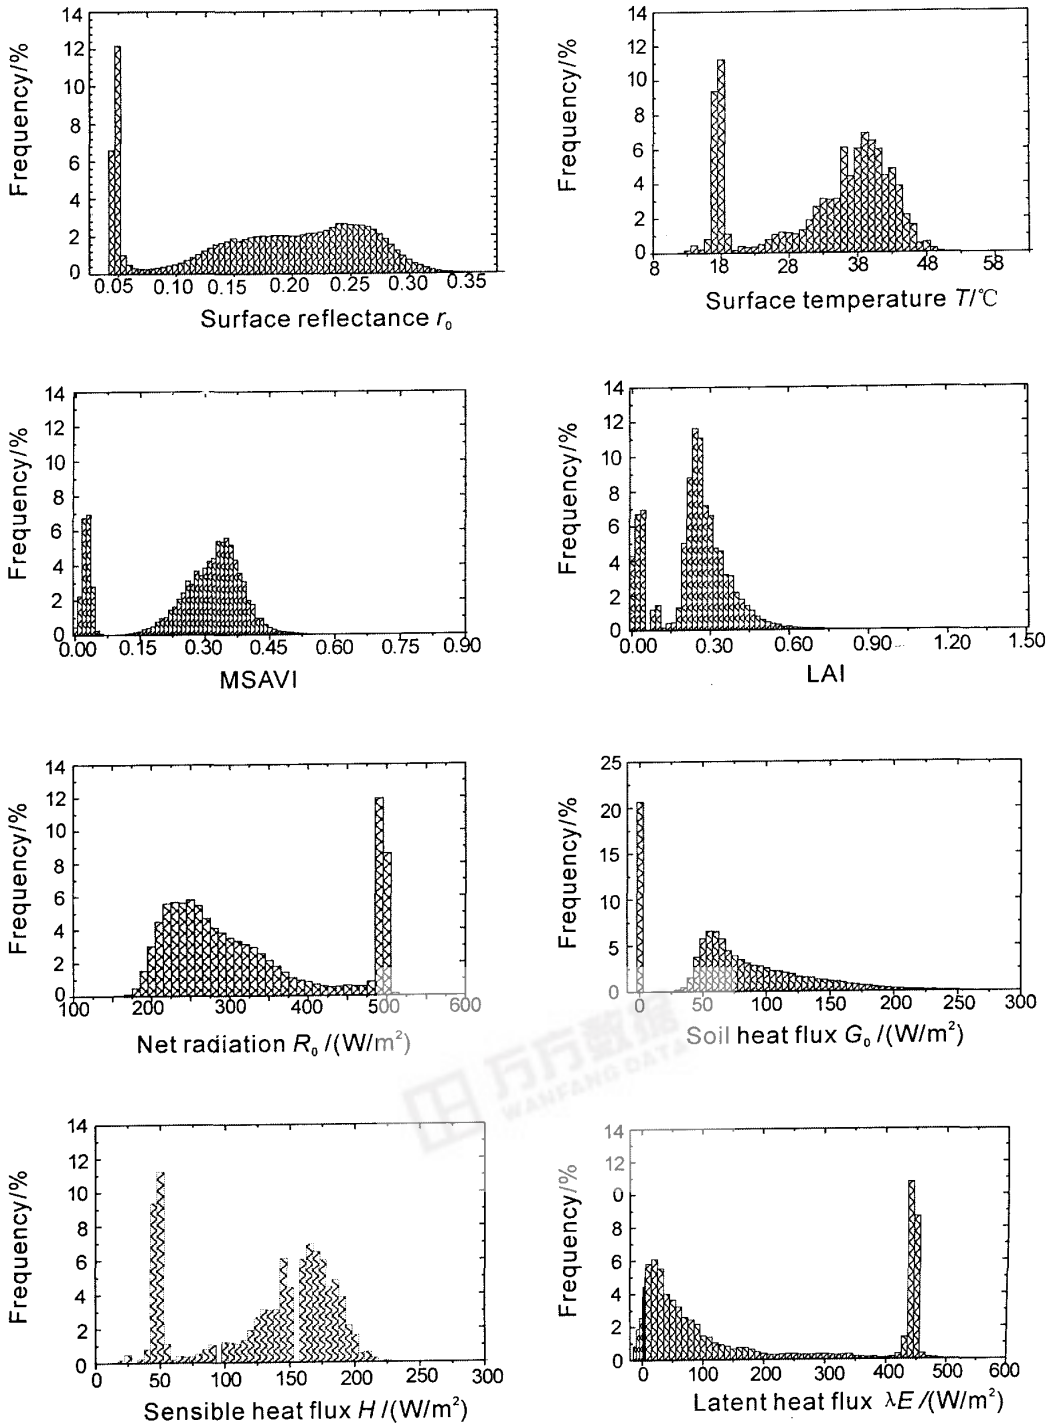 14
12
10
8
6
4
2
0
Frequency/%
0.05 0.10 0.15 0.20 0.25 0.30 0.35
Surface reflectance r₀
14
12
10
8
6
4
2
0
Frequency/%
8 18 28 38 48 58
Surface temperature T/℃
14
12
10
8
6
4
2
0
Frequency/%
0.00 0.15 0.30 0.45 0.60 0.75 0.90
MSAVI
14
12
10
8
6
4
2
0
Frequency/%
0.00 0.30 0.60 0.90 1.20 1.50
LAI
14
12
10
8
6
4
2
0
Frequency/%
100 150 200 250 300 350 400 450 500 550 600
Net radiation R₀ /(W/m²)
25
20
15
10
5
0
Frequency/%
0 50 100 150 200 250 300
Soil heat flux G₀ /(W/m²)
万方数据
WANFANG DATA
14
12
10
8
6
4
2
0
Frequency/%
0 50 100 150 200 250 300
Sensible heat flux H /(W/m²)
14
12
0
8
6
4
2
0
Frequency/%
0 100 200 300 400 500 600
Latent heat flux λE /(W/m²)